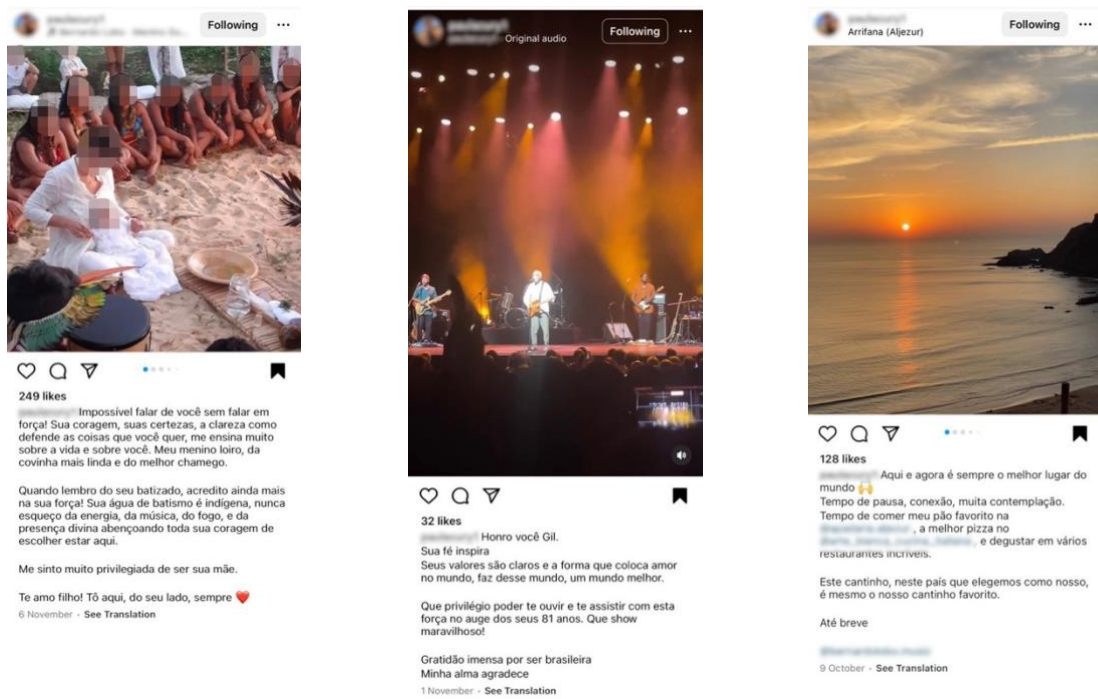 Following
249 likes
Impossível falar de você sem falar em
força! Sua coragem, suas certezas, a clareza como
defende as coisas que você quer, me ensina muito
sobre a vida e sobre você. Meu menino loiro, da
covinha mais linda e do melhor chamego.
Quando lembro do seu batizado, acredito ainda mais
na sua força! Sua água de batismo é indígena, nunca
esqueço da energia, da música, do fogo, e da
presença divina abençoando toda sua coragem de
escolher estar aqui.
Me sinto muito privilegiada de ser sua mãe.
Te amo filho! Tô aqui, do seu lado, sempre ❤️
6 November · See Translation
Original audio
Following
32 likes
Honro você Gil.
Sua fé inspira
Seus valores são claros e a forma que coloca amor
no mundo, faz desse mundo, um mundo melhor.
Que privilégio poder te ouvir e te assistir com esta
força no auge dos seus 81 anos. Que show
maravilhoso!
Gratidão imensa por ser brasileira
Minha alma agradece
1 November · See Translation
Arrifana (Aljezur)
Following
128 likes
Aqui e agora é sempre o melhor lugar do
mundo 🙌
Tempo de pausa, conexão, muita contemplação.
Tempo de comer meu pão favorito na
, a melhor pizza no
, e degustar em vários
restaurantes incríveis.
Este cantinho, neste país que elegemos como nosso,
é mesmo o nosso cantinho favorito.
Até breve
9 October · See Translation